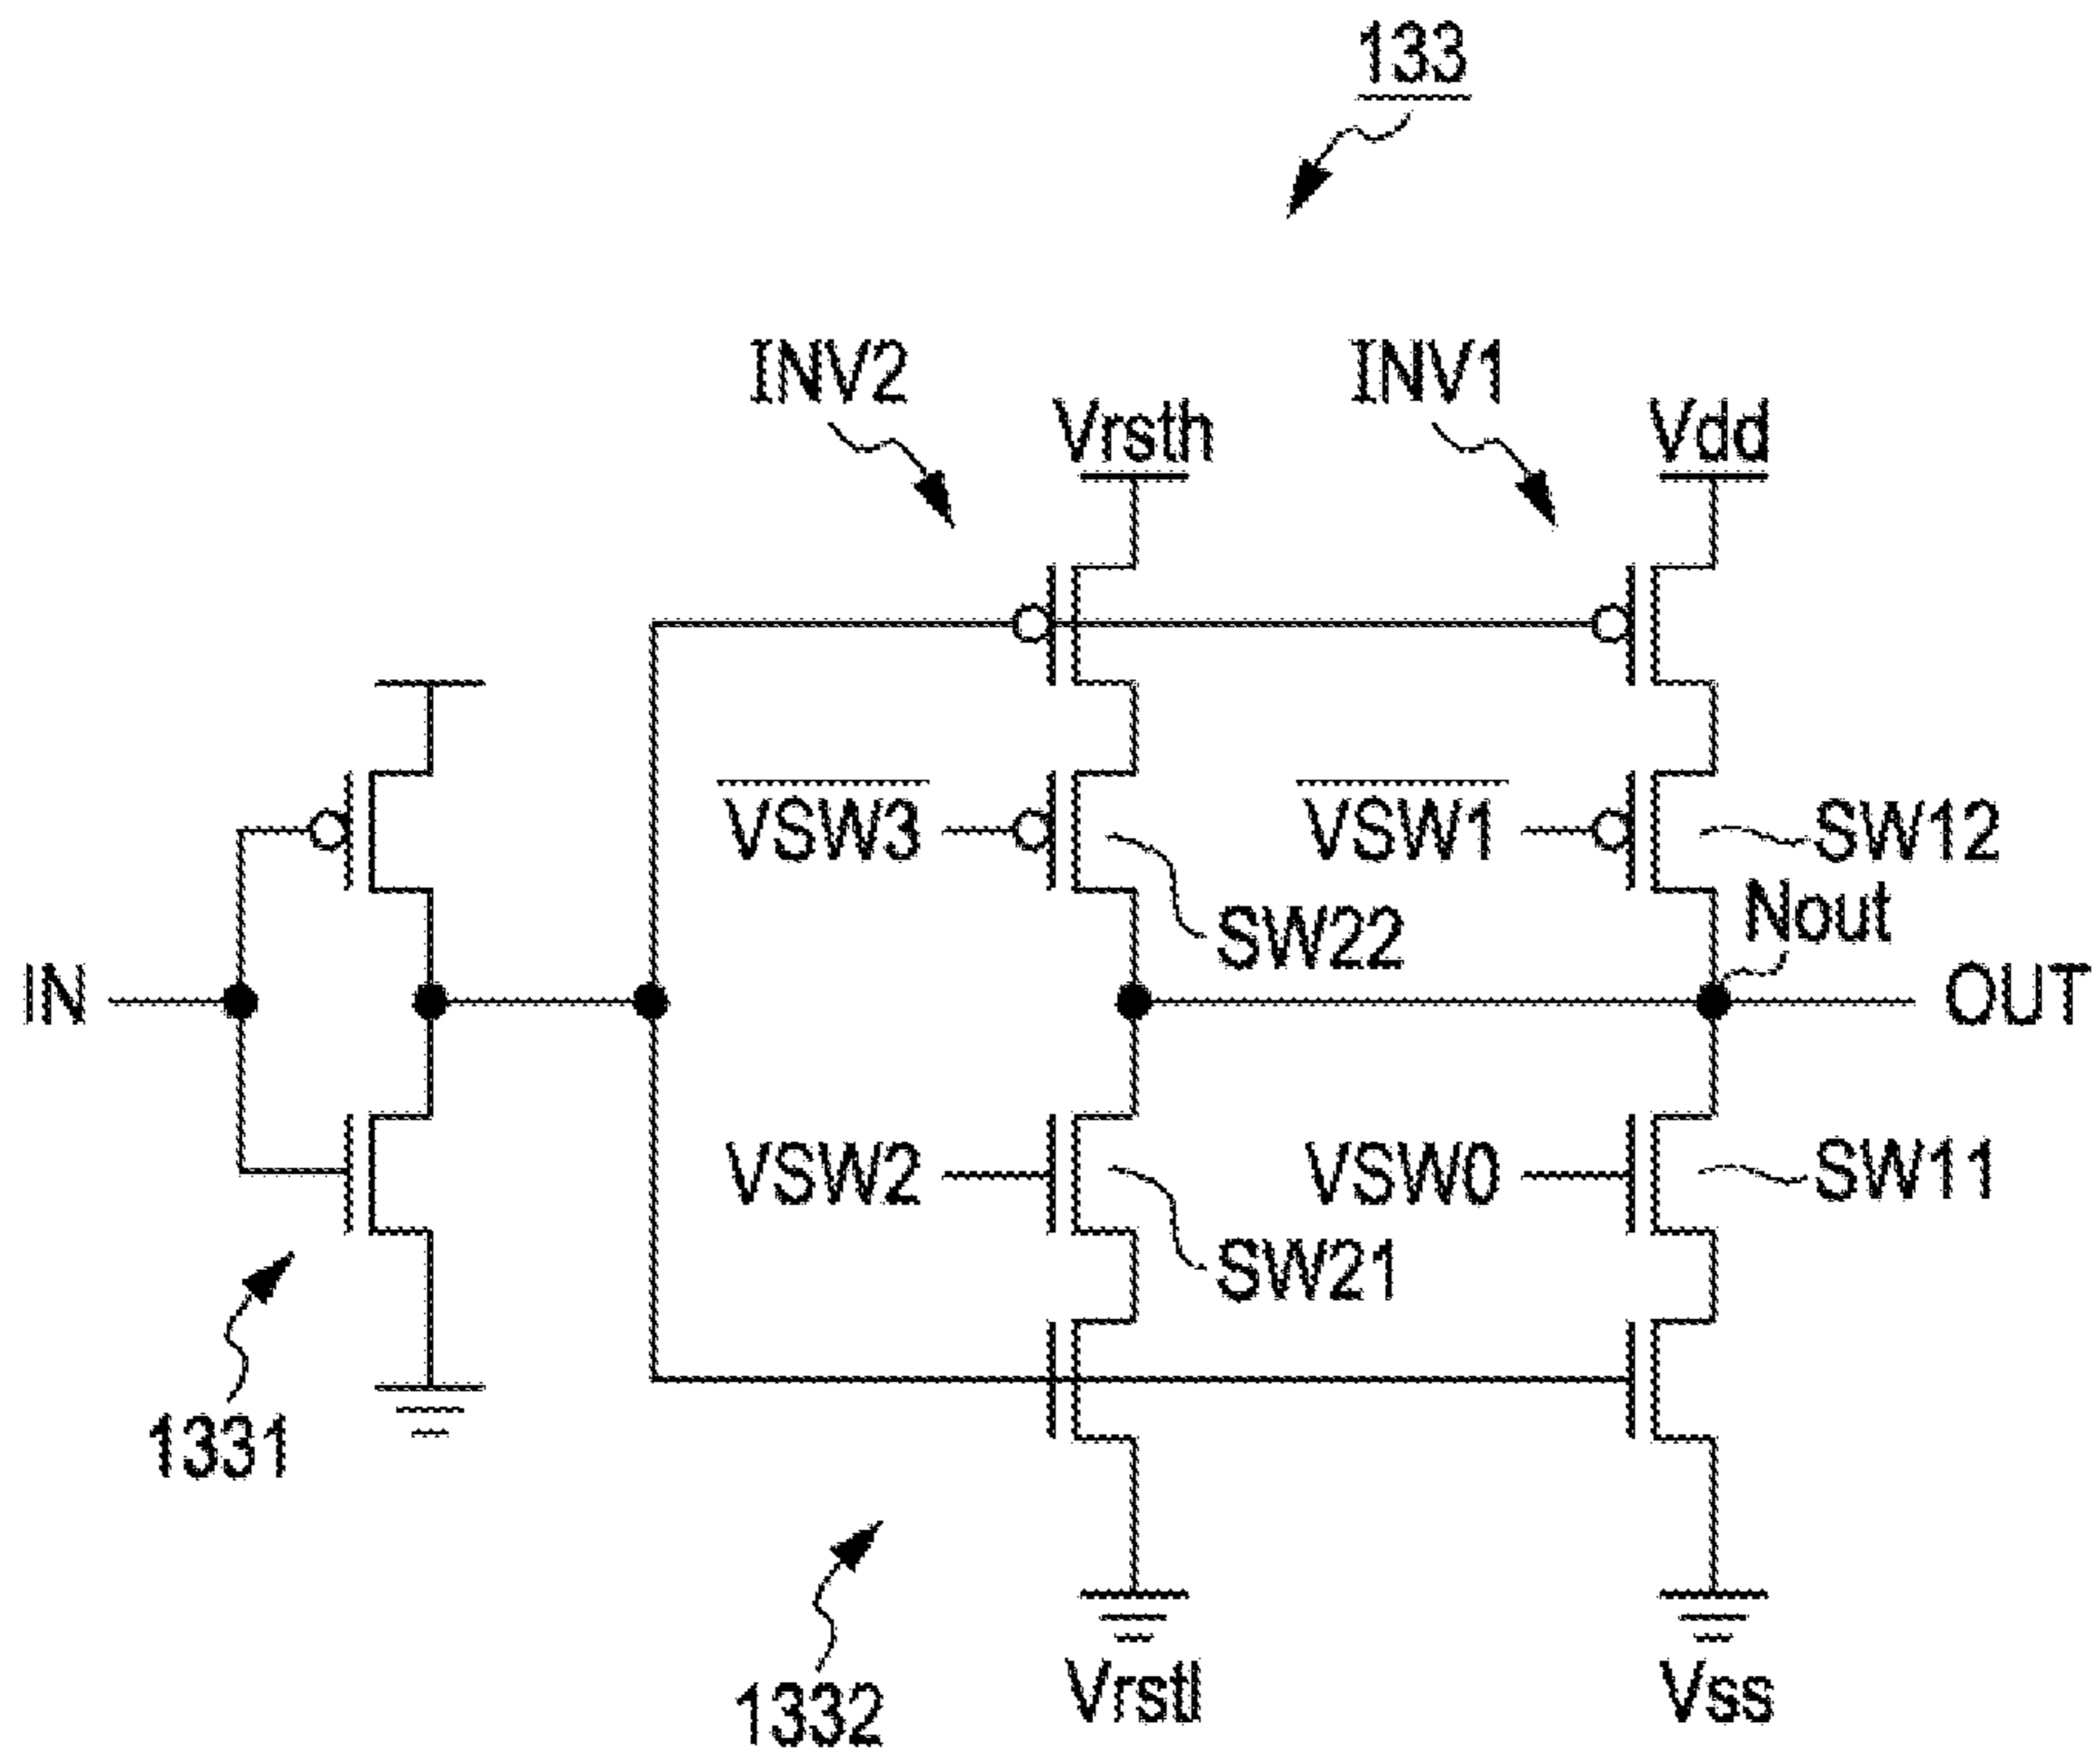 133
INV2
INV1
Vrsth
Vdd
VSW3
VSW1
SW12
SW22
Nout
IN
OUT
VSW2
VSW0
SW11
SW21
1331
1332
Vrstl
Vss